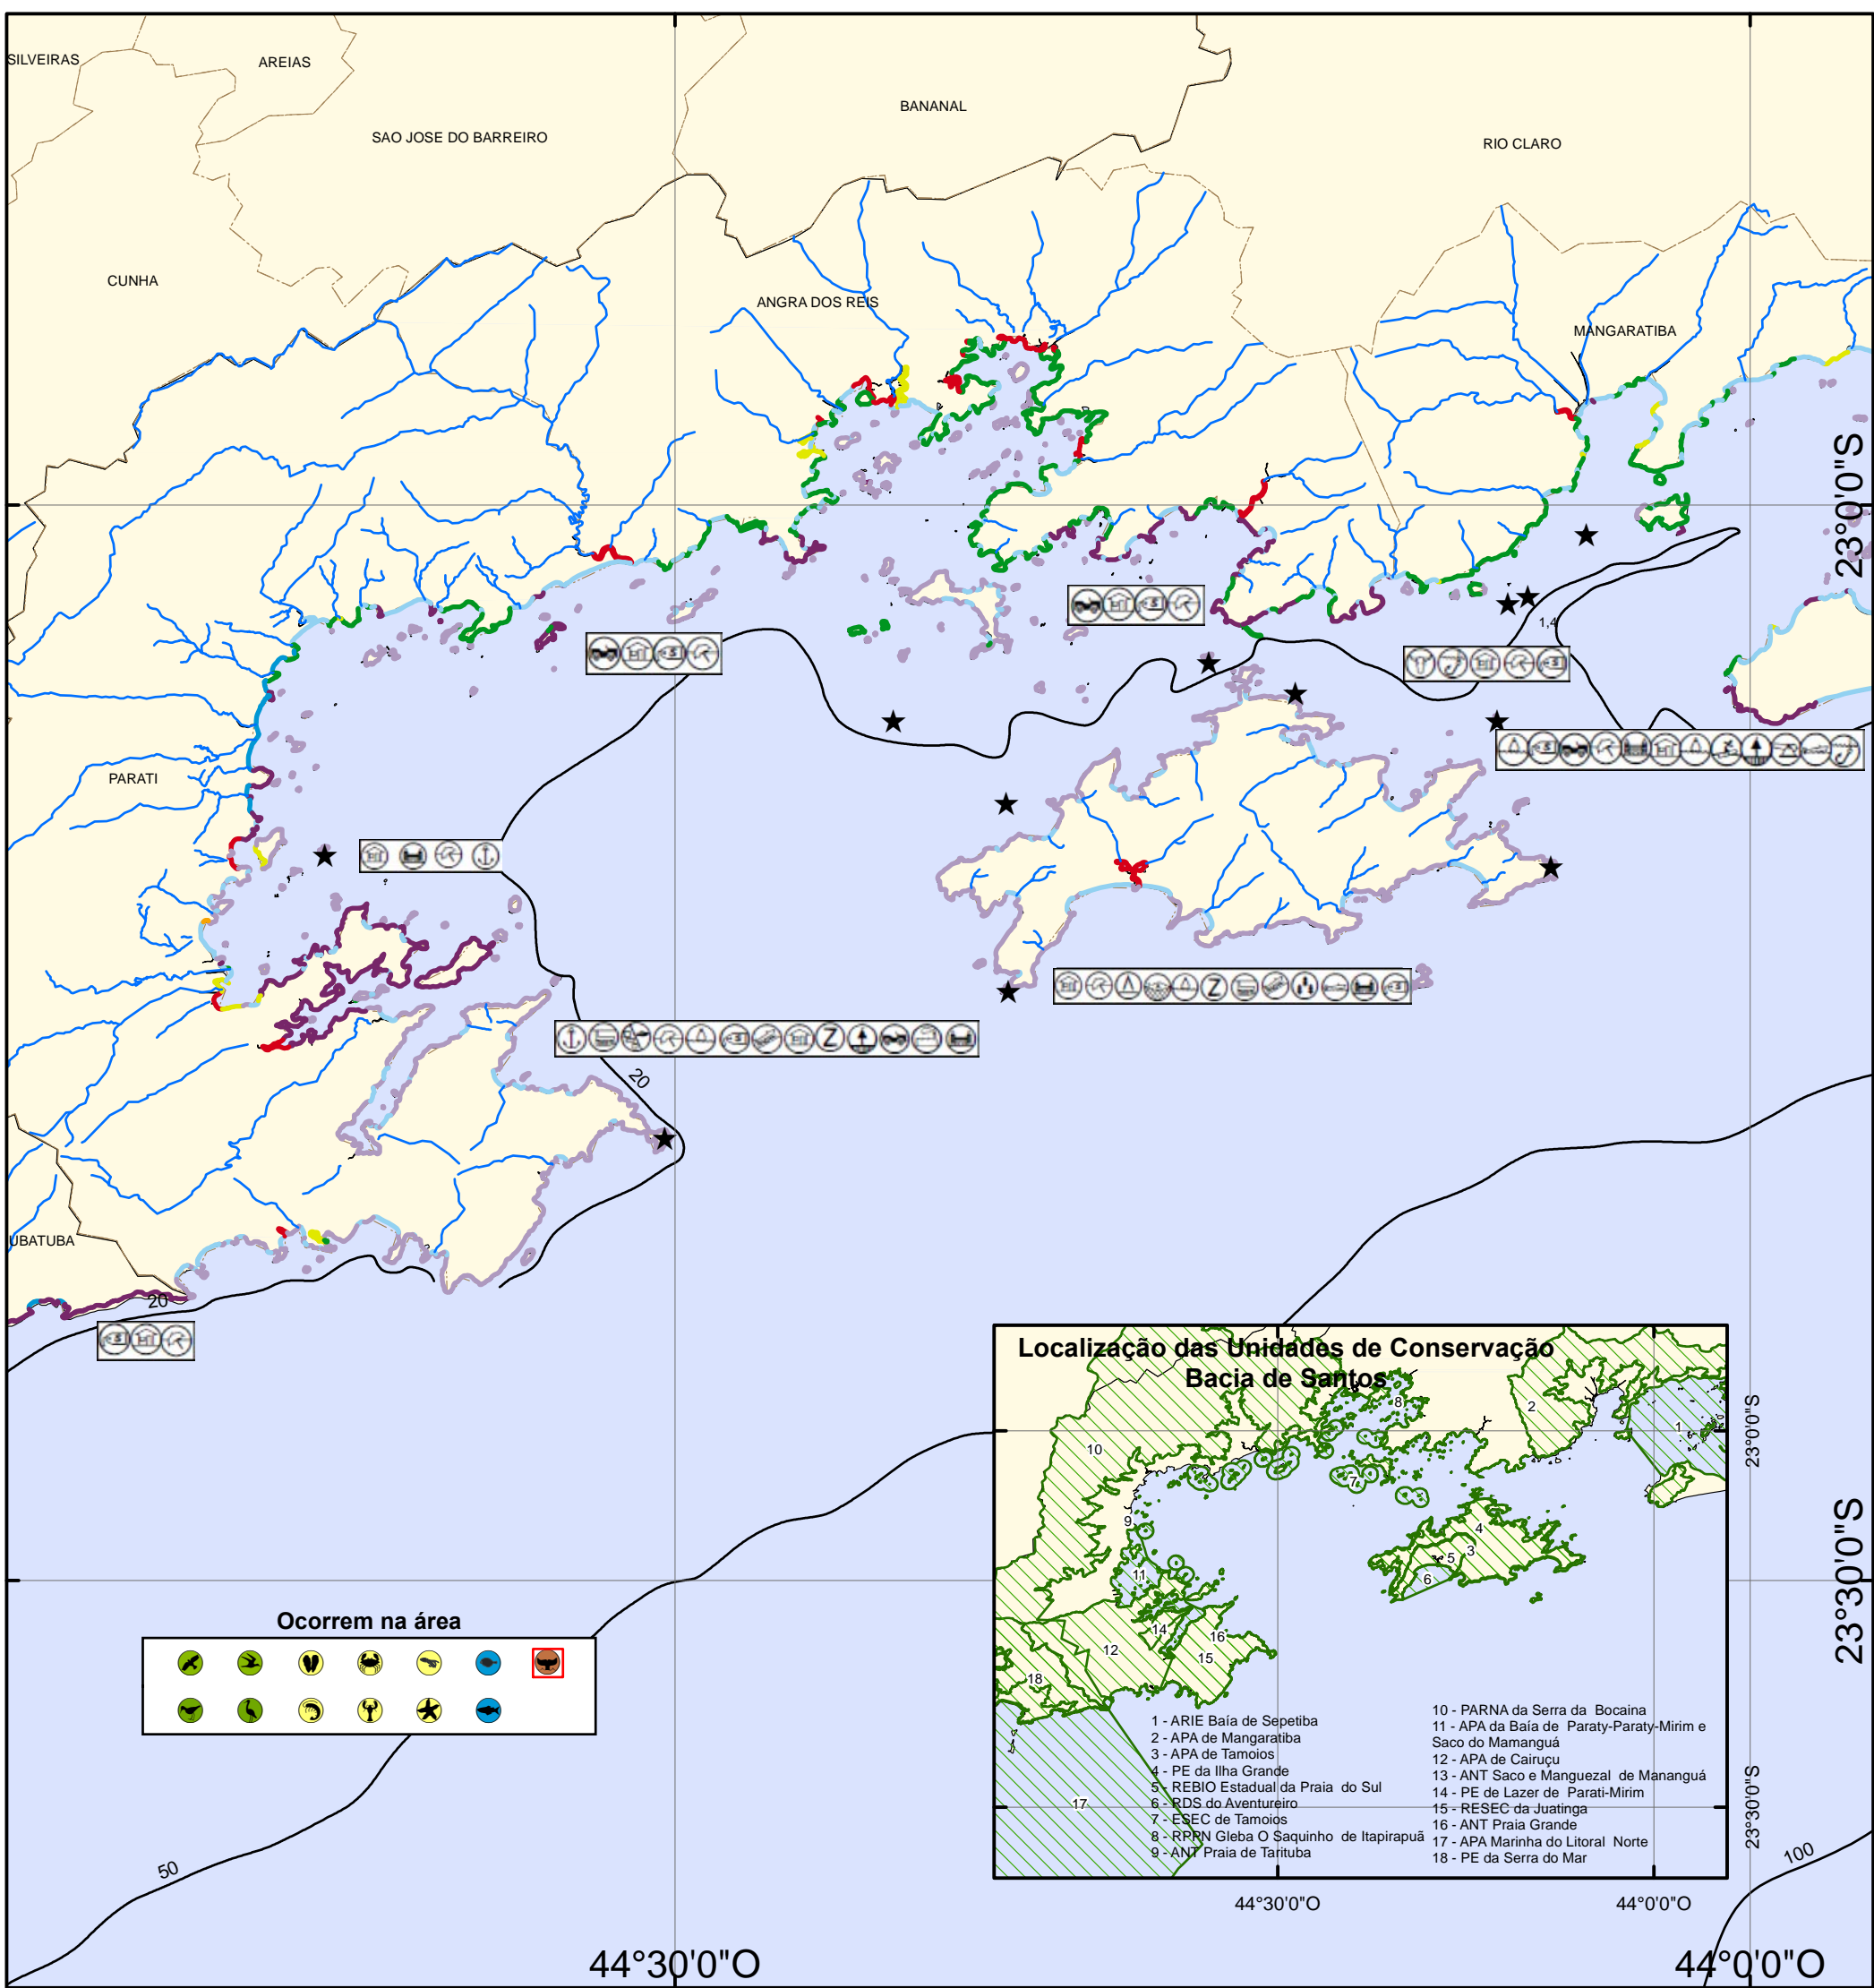 SILVEIRAS
AREIAS
SAO JOSE DO BARREIRO
BANANAL
RIO CLARO
CUNHA
ANGRA DOS REIS
MANGARATIBA
23°0'0"S
1,4
PARATI
20
UBATUBA
20
Localização das Unidades de Conservação
Bacia de Santos
8
2
1
10
7
9
4
3
5
6
11
14
16
12
15
18
17
23°0'0"S
23°30'0"S
1 - ARIE Baía de Sepetiba
2 - APA de Mangaratiba
3 - APA de Tamoios
4 - PE da Ilha Grande
5 - REBIO Estadual da Praia do Sul
6 - RDS do Aventureiro
7 - ESEC de Tamoios
8 - RPPN Gleba O Saquinho de Itapirapuã
9 - ANT Praia de Tarituba
10 - PARNA da Serra da Bocaina
11 - APA da Baía de Paraty-Paraty-Mirim e
Saco do Mamanguá
12 - APA de Cairuçu
13 - ANT Saco e Manguezal de Mananguá
14 - PE de Lazer de Parati-Mirim
15 - RESEC da Juatinga
16 - ANT Praia Grande
17 - APA Marinha do Litoral Norte
18 - PE da Serra do Mar
23°30'0"S
44°30'0"O
44°0'0"O
Ocorrem na área
50
100
44°30'0"O
44°0'0"O